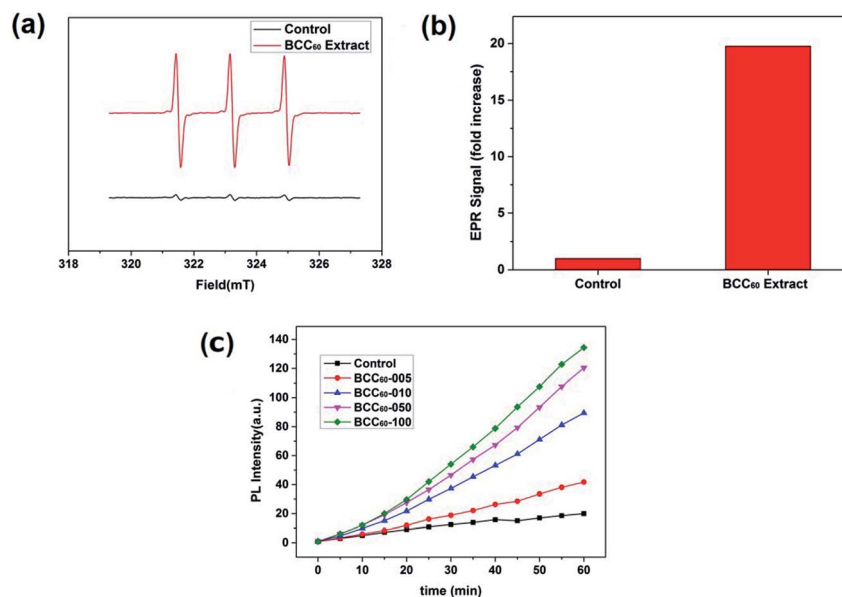 (a)
Control
BCC₆₀ Extract
318 320 322 324 326 328
Field(mT)
(b)
EPR Signal (fold increase)
20
15
10
5
0
Control BCC₆₀ Extract
(c)
PL Intensity(a.u.)
140
120
100
80
60
40
20
0
Control
BCC₆₀-005
BCC₆₀-010
BCC₆₀-050
BCC₆₀-100
0 10 20 30 40 50 60
time (min)